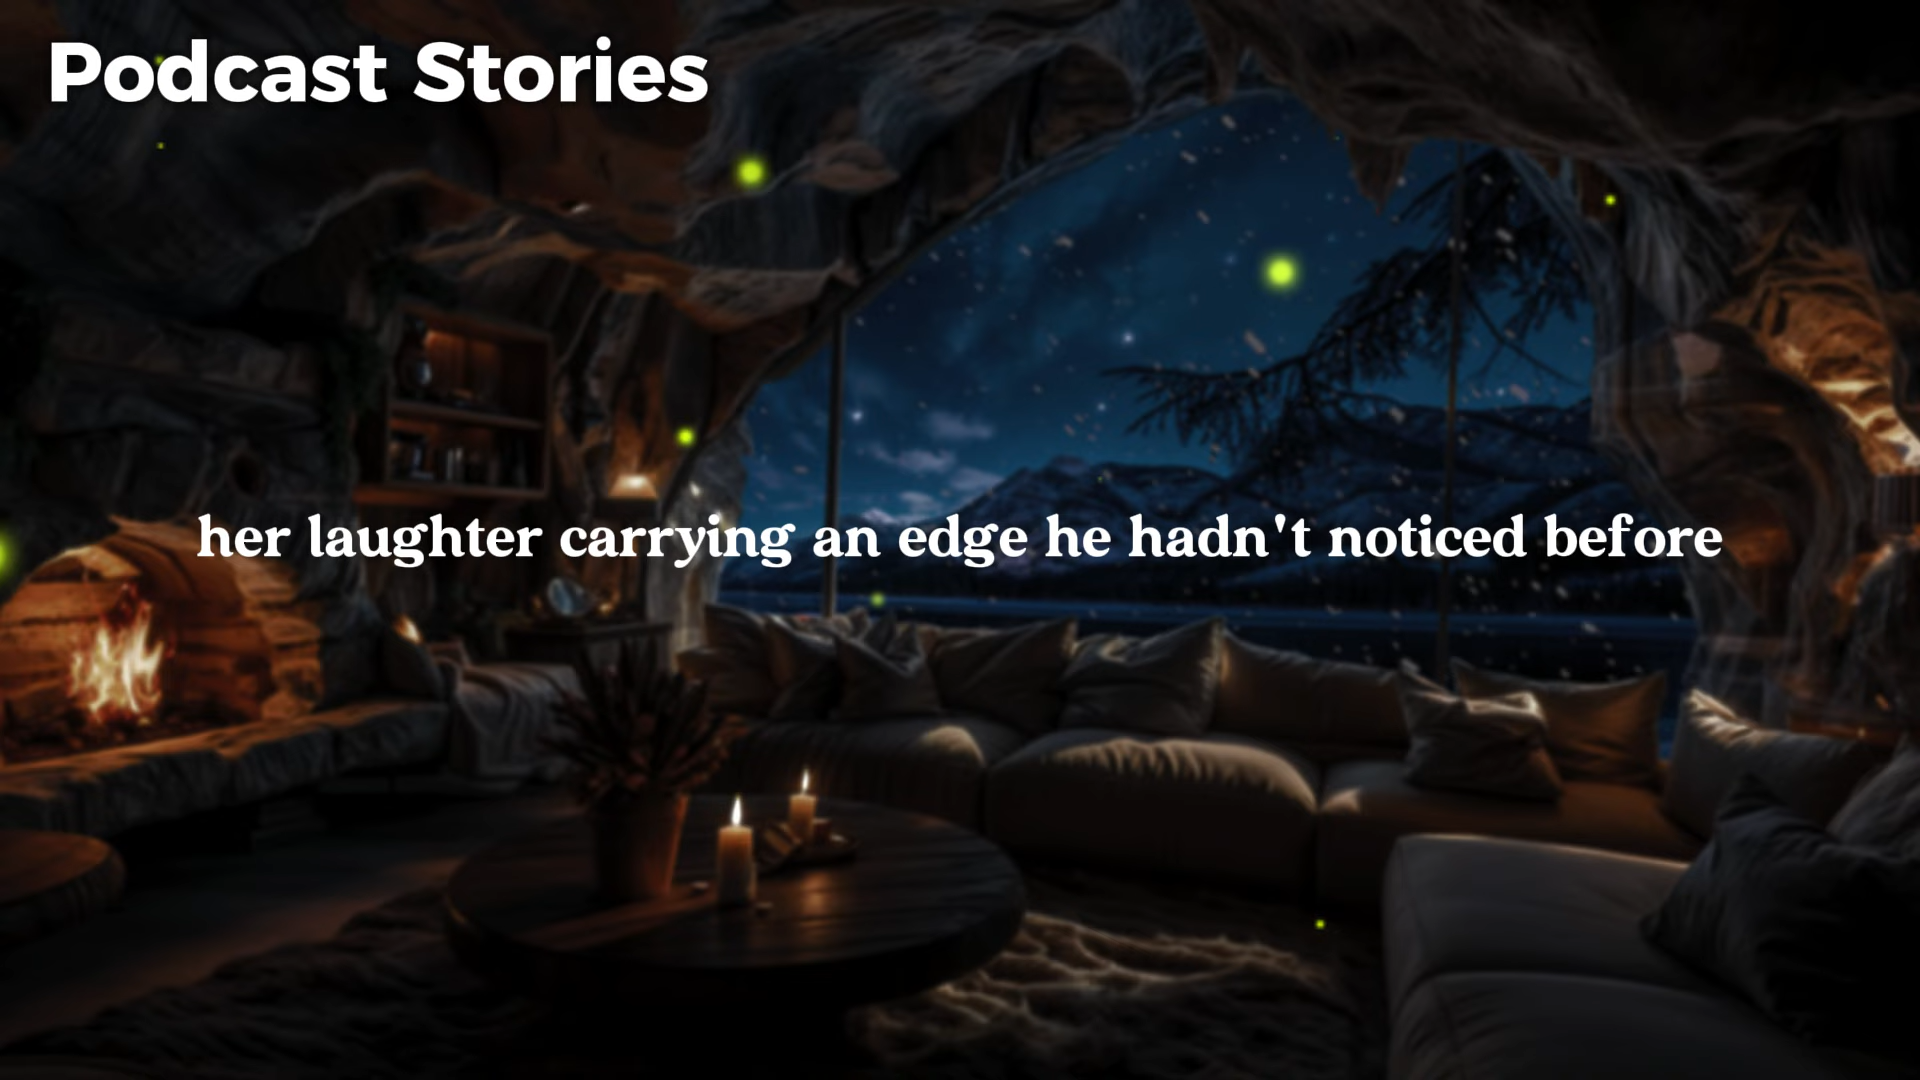 Podcast Stories
her laughter carrying an edge he hadn't noticed before